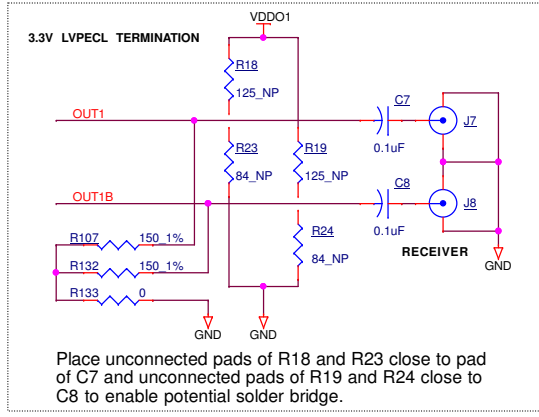 VDDO1
3.3V LVPECL TERMINATION
R18
125_NP
OUT1
C7
J7
0.1uF
R23
R19
84_NP
125_NP
OUT1B
C8
J8
0.1uF
R24
84_NP
RECEIVER
GND
R107 150_1%
R132 150_1%
R133 0
GND GND
Place unconnected pads of R18 and R23 close to pad
of C7 and unconnected pads of R19 and R24 close to
C8 to enable potential solder bridge.